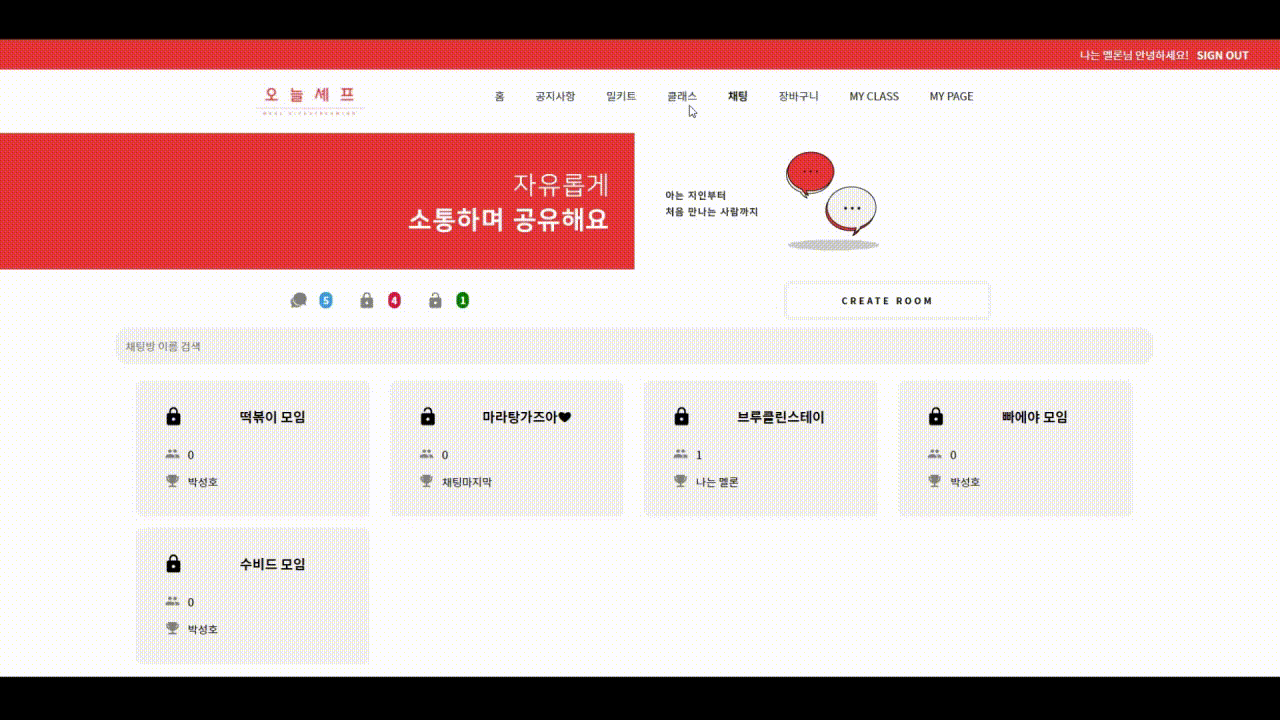 나는 멜론님 안녕하세요! SIGN OUT
오늘셰프
홈 공지사항 밀키트 클래스 채팅 장바구니 MY CLASS MY PAGE
자유롭게
소통하며 공유해요
아는 지인부터
처음 만나는 사람까지
5 4 1
CREATE ROOM
채팅방 이름 검색
떡볶이 모임
0
박성호
마라탕가즈아🖤
0
채팅마지막
브루클린스테이
1
나는 멜론
빠에야 모임
0
박성호
수비드 모임
0
박성호